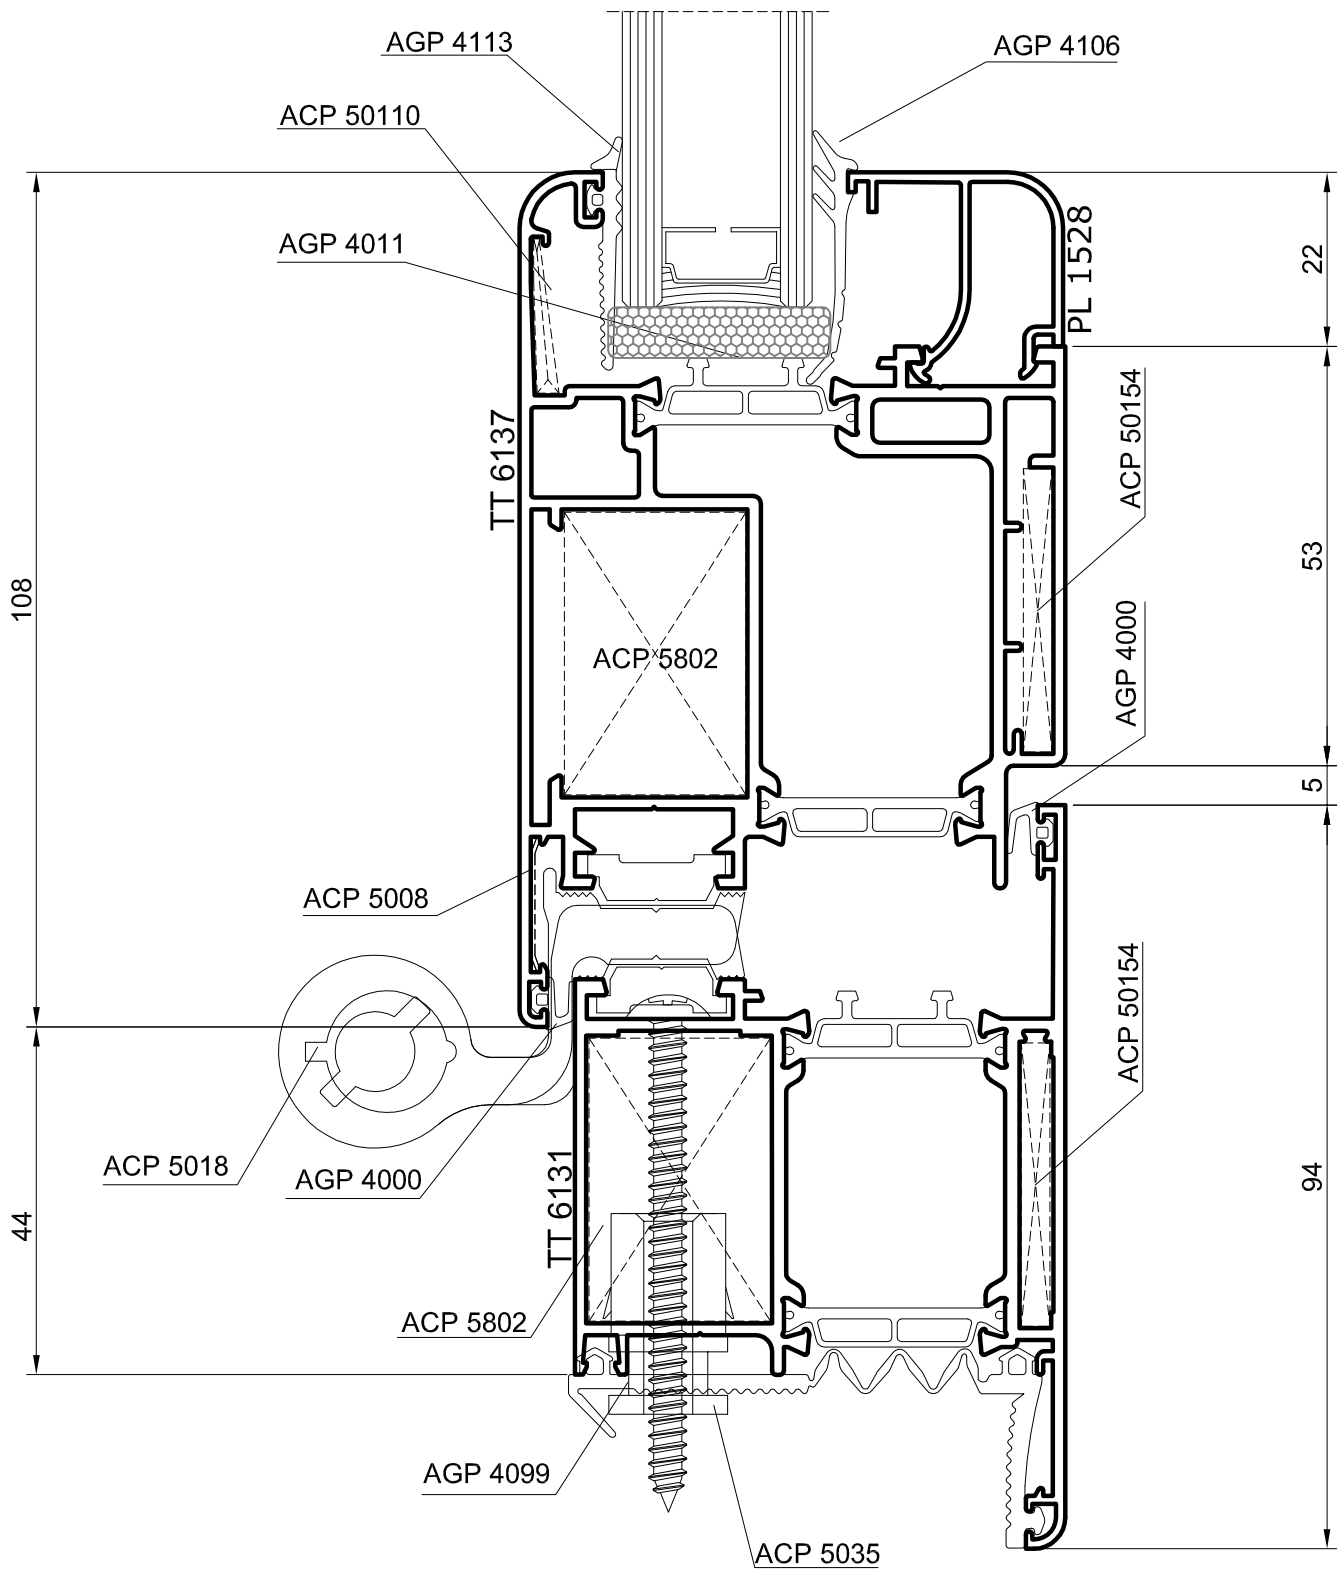 AGP 4113
AGP 4106
ACP 50110
AGP 4011
PL 1528
22
TT 6137
ACP 50154
53
108
ACP 5802
AGP 4000
5
ACP 5008
ACP 50154
ACP 5018
AGP 4000
TT 6131
94
44
ACP 5802
AGP 4099
ACP 5035